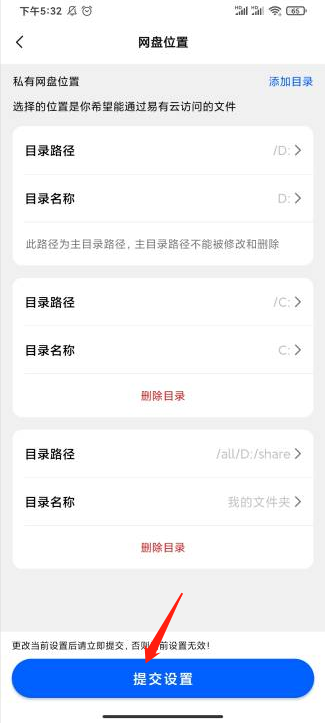 下午5:32
65
网盘位置
私有网盘位置 添加目录
选择的位置是你希望能通过易有云访问的文件
目录路径 /D:
目录名称 D:
此路径为主目录路径，主目录路径不能被修改和删除
目录路径 /C:
目录名称 C:
删除目录
目录路径 /all/D:/share
目录名称 我的文件夹
删除目录
更改当前设置后请立即提交，否则 前设置无效!
提交设置